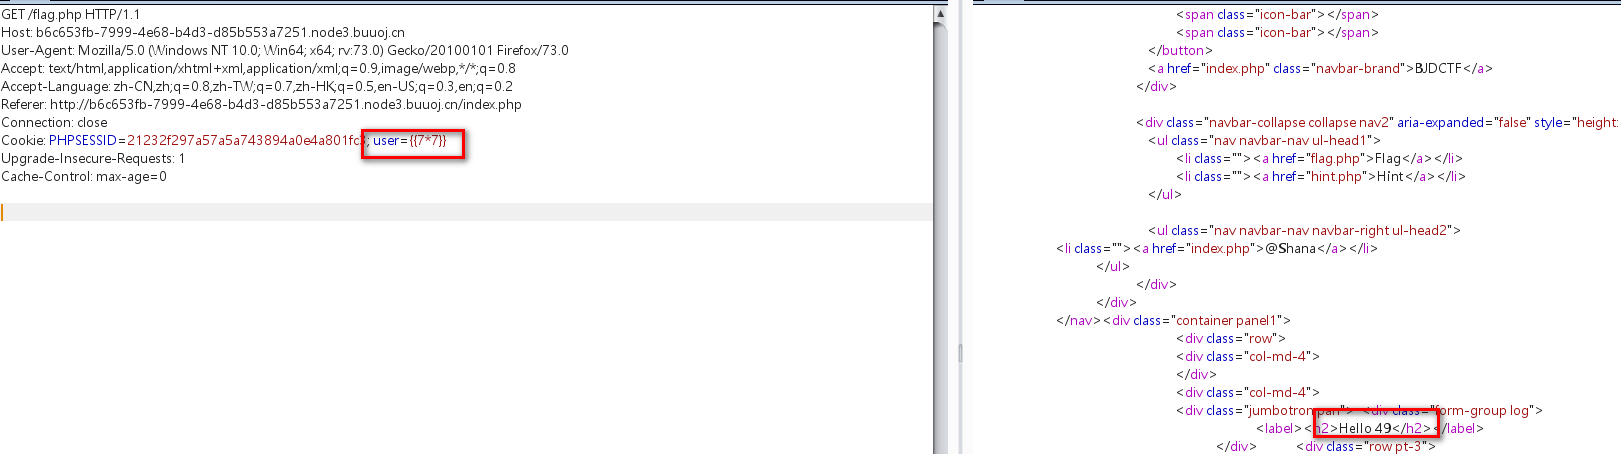 GET /flag.php HTTP/1.1
Host: b6c653fb-7999-4e68-b4d3-d85b553a7251.node3.buuoj.cn
User-Agent: Mozilla/5.0 (Windows NT 10.0; Win64; x64; rv:73.0) Gecko/20100101 Firefox/73.0
Accept: text/html,application/xhtml+xml,application/xml;q=0.9,image/webp,*/*;q=0.8
Accept-Language: zh-CN,zh;q=0.8,zh-TW;q=0.7,zh-HK;q=0.5,en-US;q=0.3,en;q=0.2
Referer: http://b6c653fb-7999-4e68-b4d3-d85b553a7251.node3.buuoj.cn/index.php
Connection: close
Cookie: PHPSESSID=21232f297a57a5a743894a0e4a801fc3; user={{7*7}}
Upgrade-Insecure-Requests: 1
Cache-Control: max-age=0
<span class="icon-bar"></span>
<span class="icon-bar"></span>
</button>
<a href="index.php" class="navbar-brand">BJDCTF</a>
</div>
<div class="navbar-collapse collapse nav2" aria-expanded="false" style="height:
<ul class="nav navbar-nav ul-head1">
<li class=""><a href="flag.php">Flag</a></li>
<li class=""><a href="hint.php">Hint</a></li>
</ul>
<ul class="nav navbar-nav navbar-right ul-head2">
<li class=""><a href="index.php">@Shana</a></li>
</ul>
</div>
</div>
</nav><div class="container panel1">
<div class="row">
<div class="col-md-4">
</div>
<div class="col-md-4">
<div class="jumbotron pan"> <div class="form-group log">
<label><h2>Hello 49</h2></label>
</div> <div class="row pt-3">